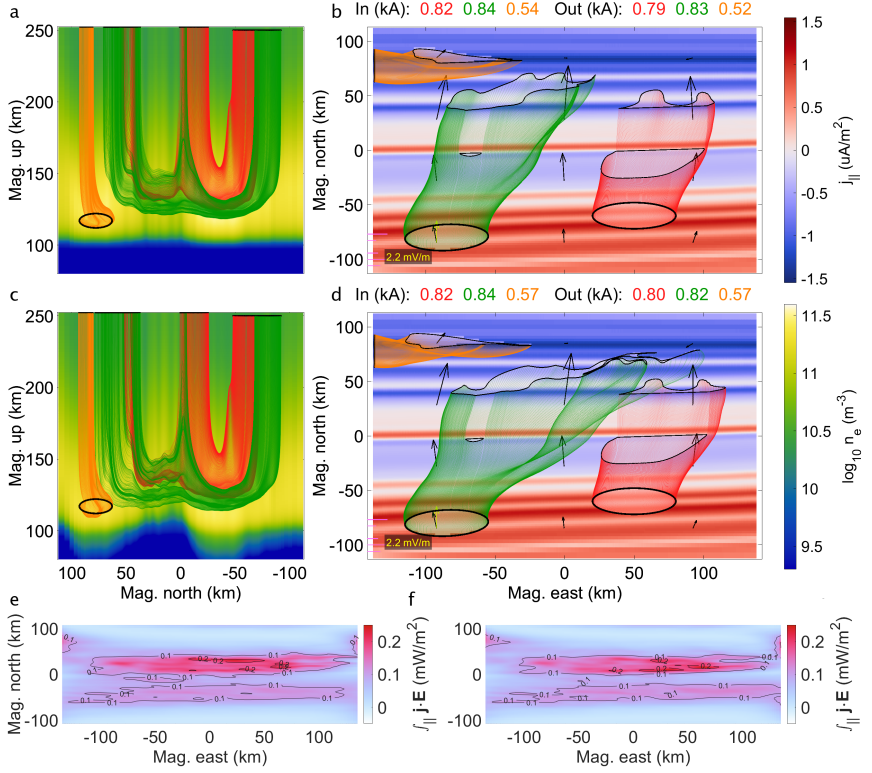 a
Mag. up (km)
250
200
150
100
b
In (kA): 0.82 0.84 0.54 Out (kA): 0.79 0.83 0.52
Mag. north (km)
100
50
0
-50
-100
2.2 mV/m
1.5
1
0.5
0
-0.5
-1
-1.5
j|| (uA/m²)
c
Mag. up (km)
250
200
150
100
100 50 0 -50 -100
Mag. north (km)
d
In (kA): 0.82 0.84 0.57 Out (kA): 0.80 0.82 0.57
Mag. north (km)
100
50
0
-50
-100
2.2 mV/m
-100 -50 0 50 100
Mag. east (km)
11.5
11
10.5
10
9.5
log10 ne (m-3)
e
Mag. north (km)
100
0
-100
-100 -50 0 50 100
Mag. east (km)
0.2
0.1
0
∫|| j·E (mW/m²)
f
100
0
-100
-100 -50 0 50 100
Mag. east (km)
0.2
0.1
0
∫|| j·E (mW/m²)